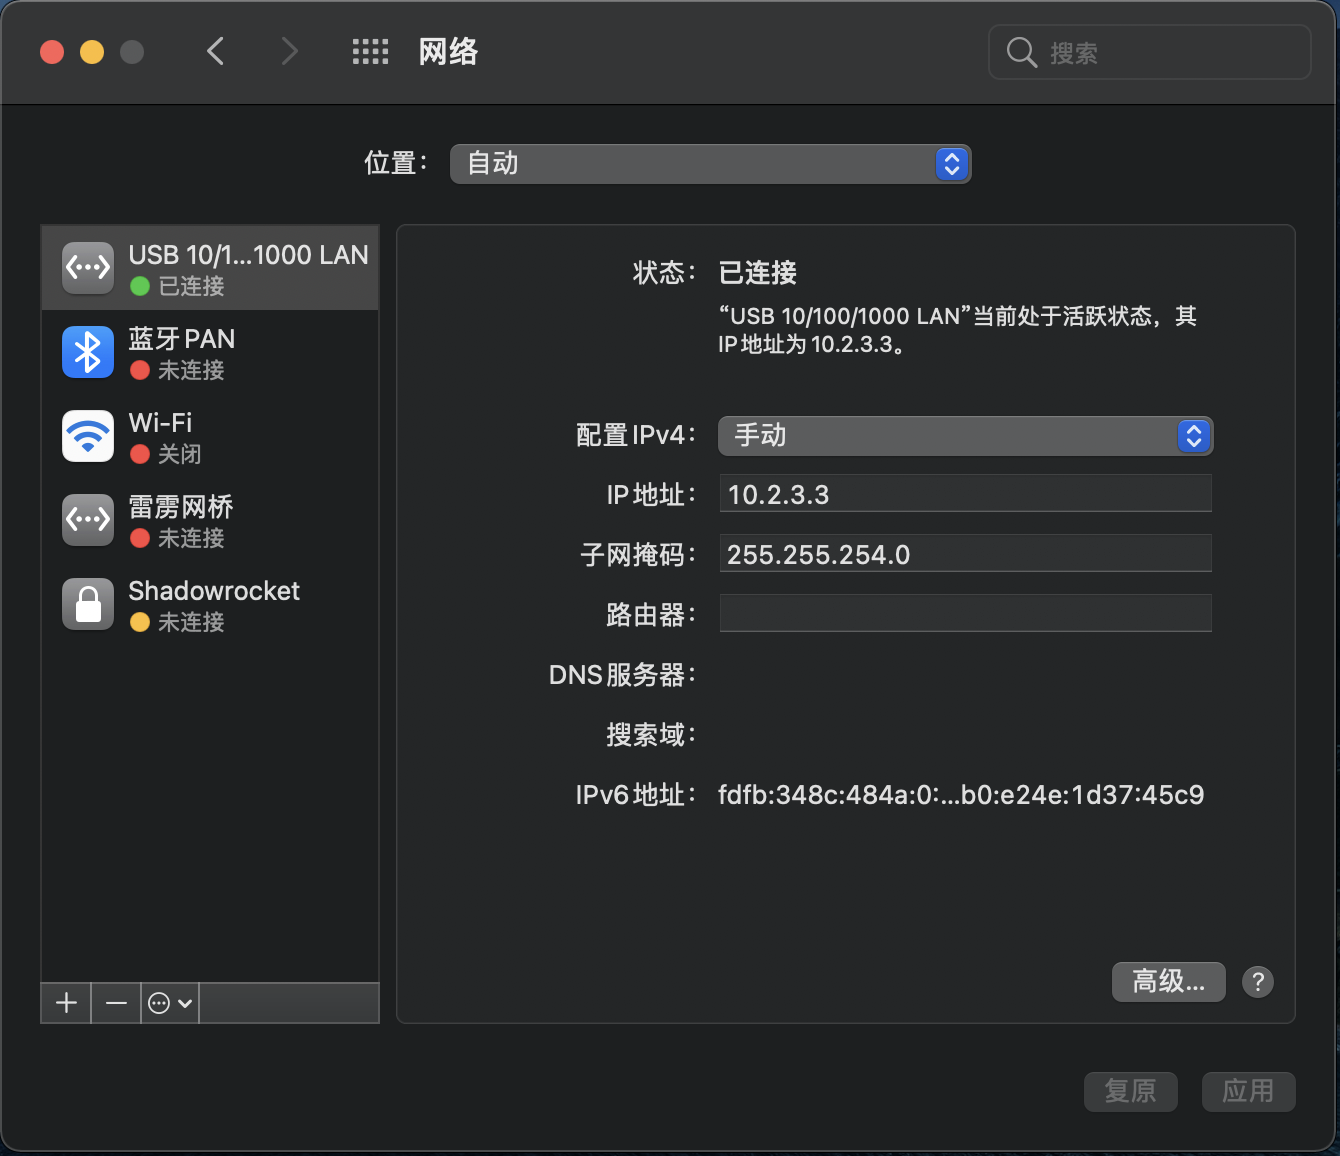 网络
搜索
位置：
自动
USB 10/1...1000 LAN
已连接
蓝牙 PAN
未连接
Wi-Fi
关闭
雷雳网桥
未连接
Shadowrocket
未连接
状态：
已连接
“USB 10/100/1000 LAN”当前处于活跃状态，其
IP 地址为 10.2.3.3。
配置 IPv4：
手动
IP 地址：
10.2.3.3
子网掩码：
255.255.254.0
路由器：
DNS 服务器：
搜索域：
IPv6 地址：
fdfb:348c:484a:0:...b0:e24e:1d37:45c9
高级...
?
复原
应用